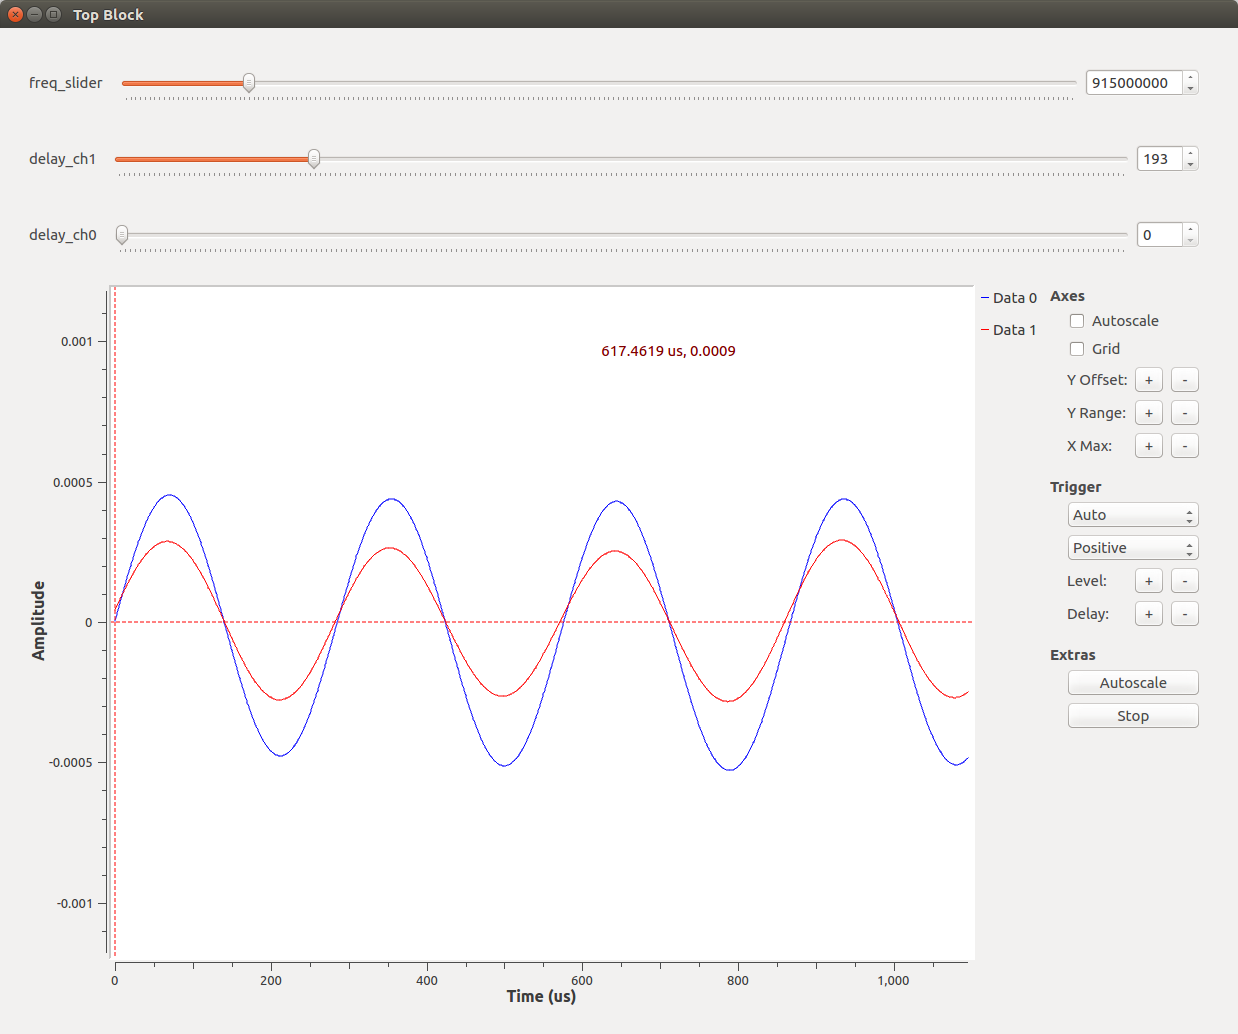 Top Block
freq_slider 915000000
delay_ch1 193
delay_ch0 0
Data 0
Data 1
617.4619 us, 0.0009
0.001
0.0005
0
-0.0005
-0.001
Amplitude
0 200 400 600 800 1,000
Time (us)
Axes
Autoscale
Grid
Y Offset: + -
Y Range: + -
X Max: + -
Trigger
Auto
Positive
Level: + -
Delay: + -
Extras
Autoscale
Stop